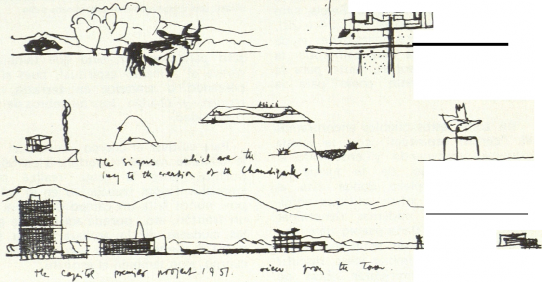 The signs which are the
key to the creation of the Chandigarh.
the capitol premier project 1951. view from the Town.